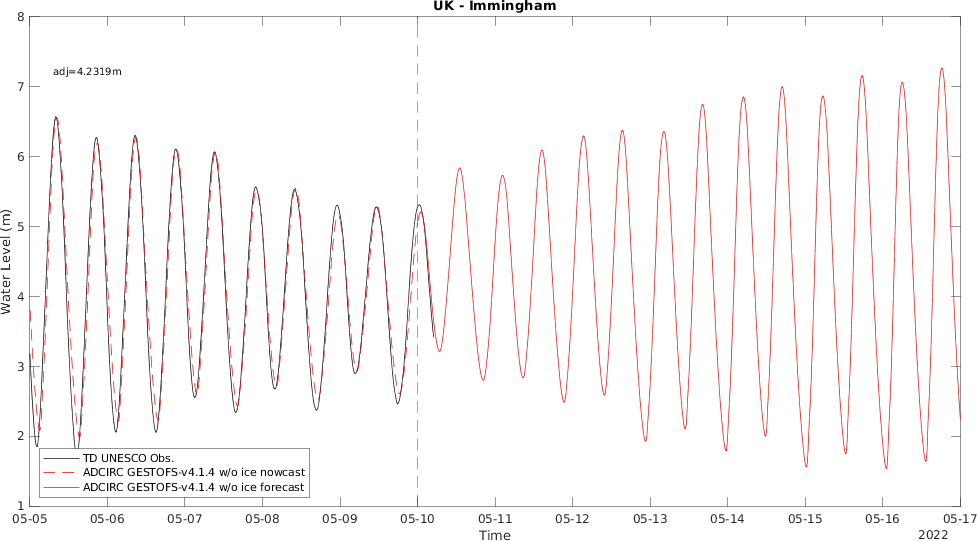 UK - Immingham
8
7
6
5
4
3
2
1
Water Level (m)
adj=4.2319m
TD UNESCO Obs.
ADCIRC GESTOFS-v4.1.4 w/o ice nowcast
ADCIRC GESTOFS-v4.1.4 w/o ice forecast
05-05 05-06 05-07 05-08 05-09 05-10 05-11 05-12 05-13 05-14 05-15 05-16 05-17
Time
2022